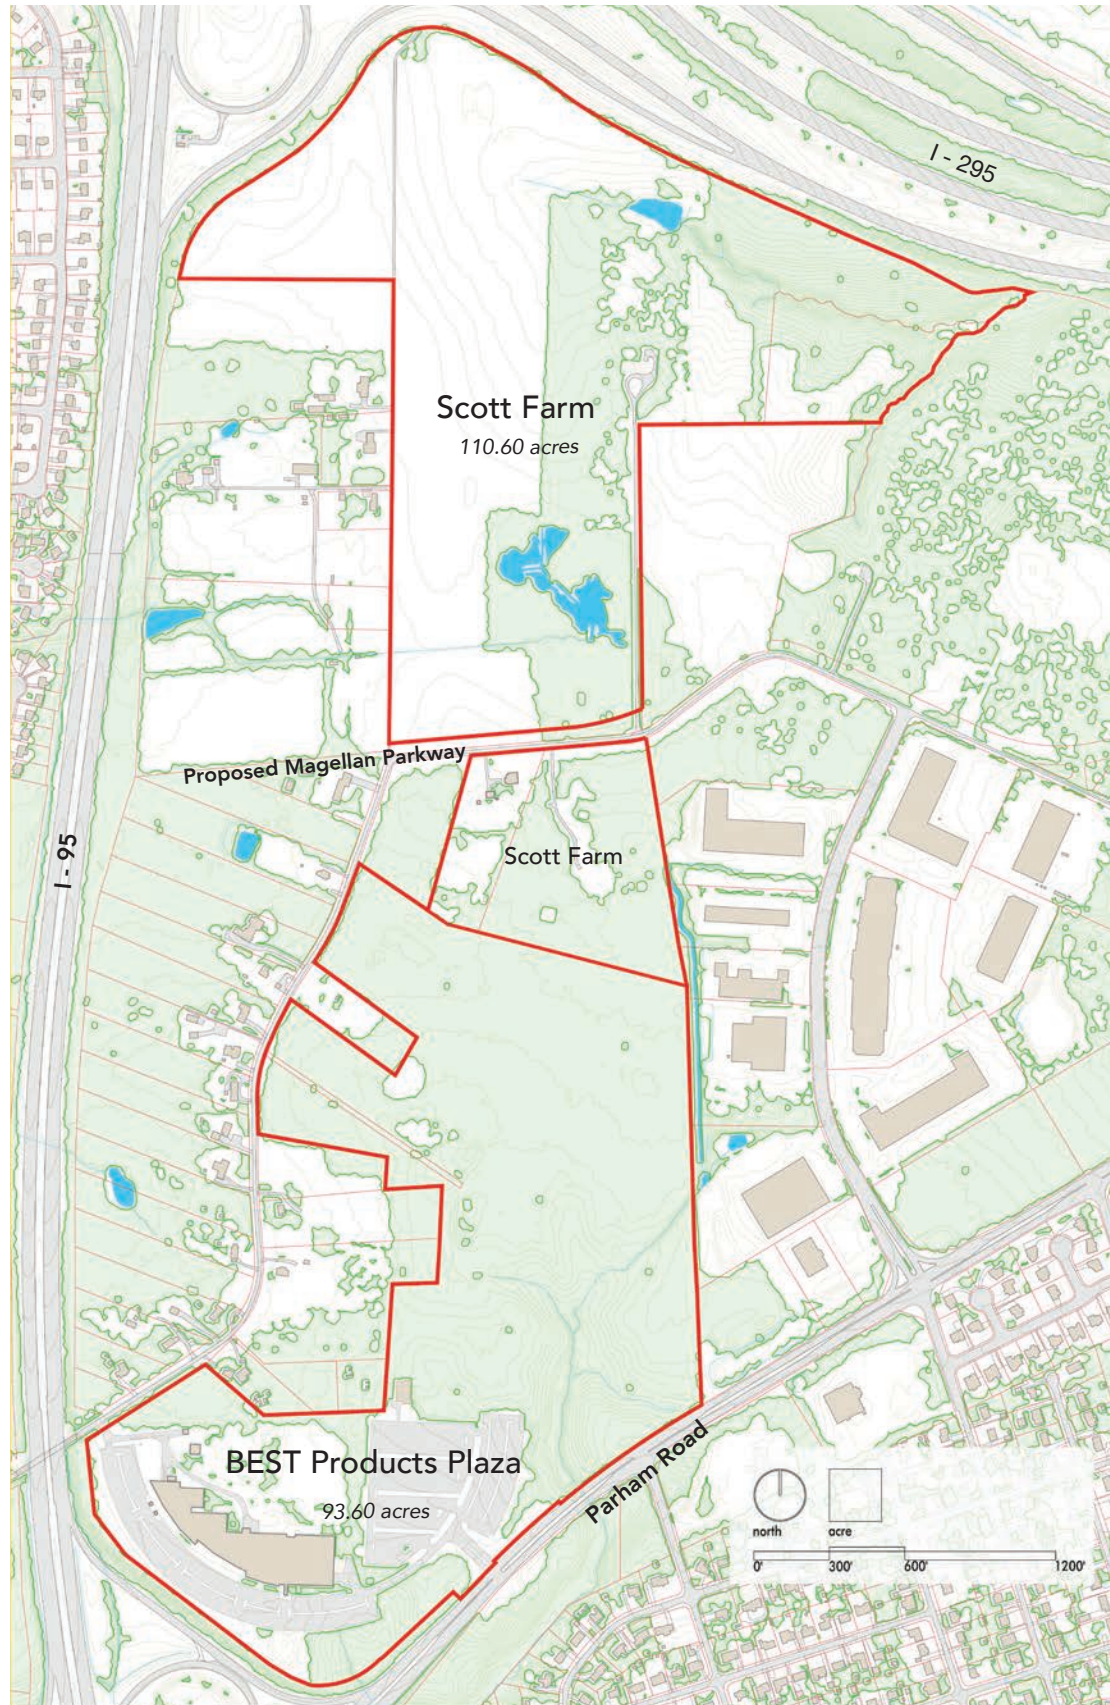 I - 295
Scott Farm
110.60 acres
Proposed Magellan Parkway
I - 95
Scott Farm
BEST Products Plaza
93.60 acres
Parham Road
north
acre
0'
300'
600'
1200'